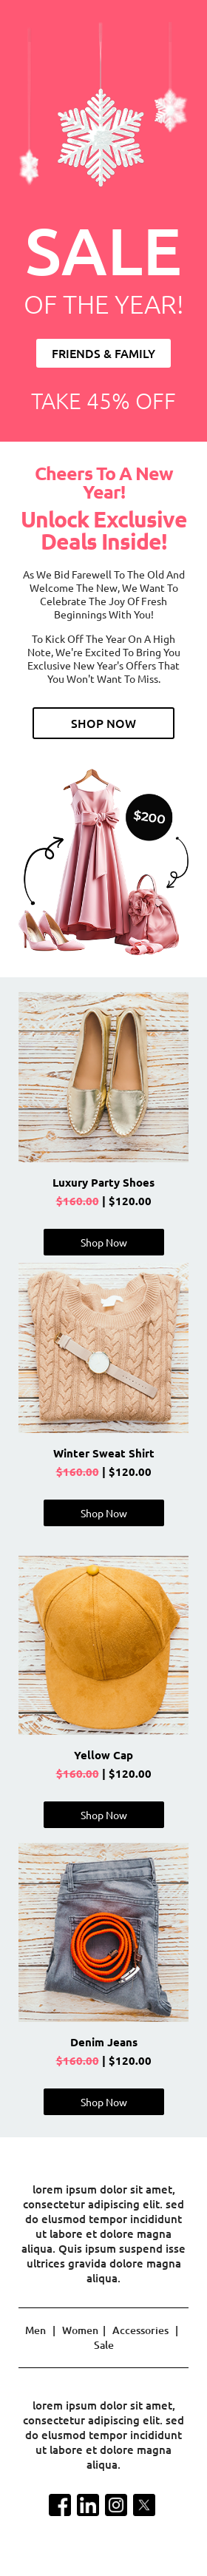 SALE
OF THE YEAR!
FRIENDS & FAMILY
TAKE 45% OFF
Cheers To A New
Year!
Unlock Exclusive
Deals Inside!
As We Bid Farewell To The Old And
Welcome The New, We Want To
Celebrate The Joy Of Fresh
Beginnings With You!
To Kick Off The Year On A High
Note, We're Excited To Bring You
Exclusive New Year's Offers That
You Won't Want To Miss.
SHOP NOW
$200
Luxury Party Shoes
$160.00 | $120.00
Shop Now
Winter Sweat Shirt
$160.00 | $120.00
Shop Now
Yellow Cap
$160.00 | $120.00
Shop Now
Denim Jeans
$160.00 | $120.00
Shop Now
lorem ipsum dolor sit amet,
consectetur adipiscing elit. sed
do elusmod tempor incididunt
ut labore et dolore magna
aliqua. Quis ipsum suspend isse
ultrices gravida dolore magna
aliqua.
Men | Women | Accessories |
Sale
lorem ipsum dolor sit amet,
consectetur adipiscing elit. sed
do elusmod tempor incididunt
ut labore et dolore magna
aliqua.